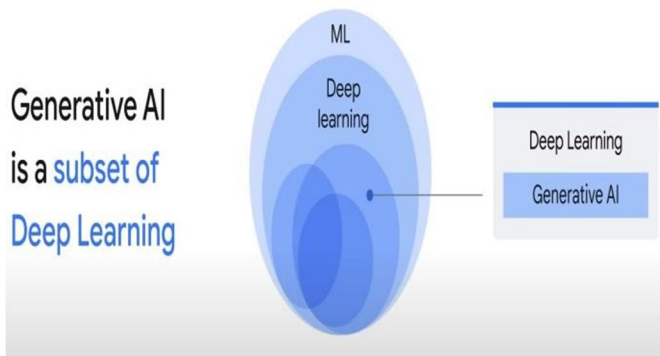 Generative AI
is a subset of
Deep Learning
ML
Deep
learning
Deep Learning
Generative AI